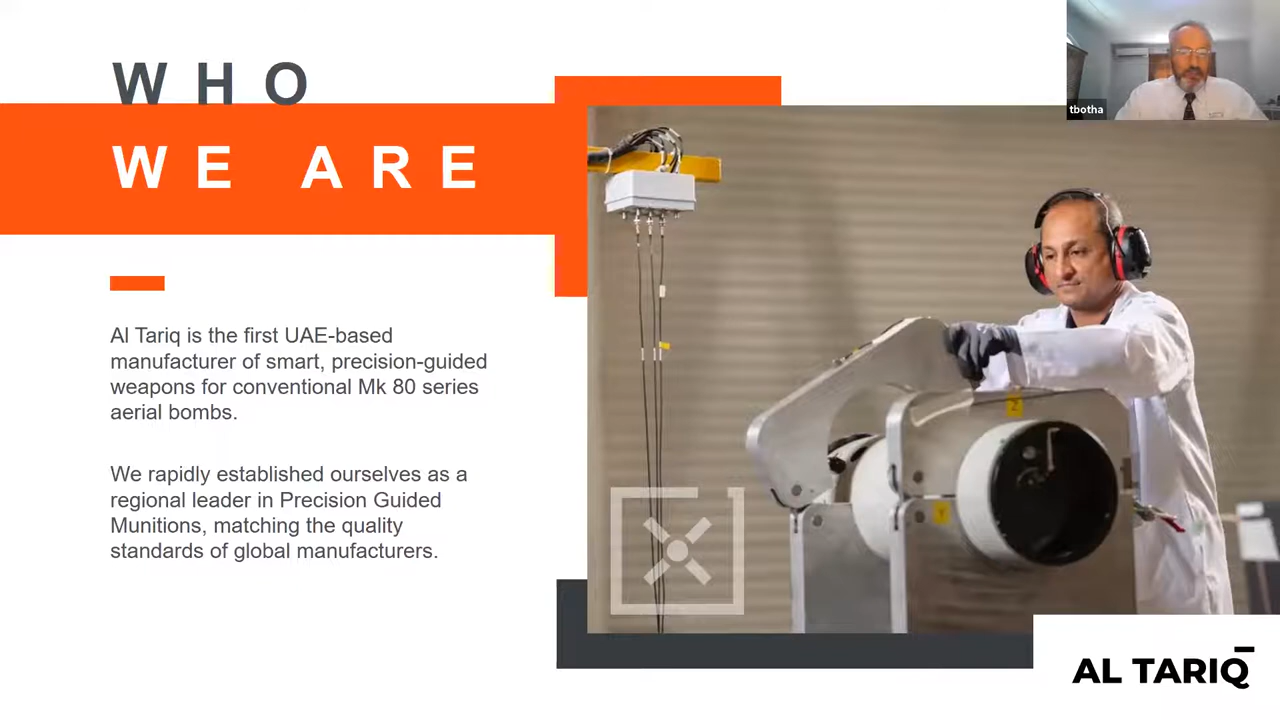 WHO
WE ARE
tbotha
Al Tariq is the first UAE-based
manufacturer of smart, precision-guided
weapons for conventional Mk 80 series
aerial bombs.
We rapidly established ourselves as a
regional leader in Precision Guided
Munitions, matching the quality
standards of global manufacturers.
Z
Y
AL TARIQ